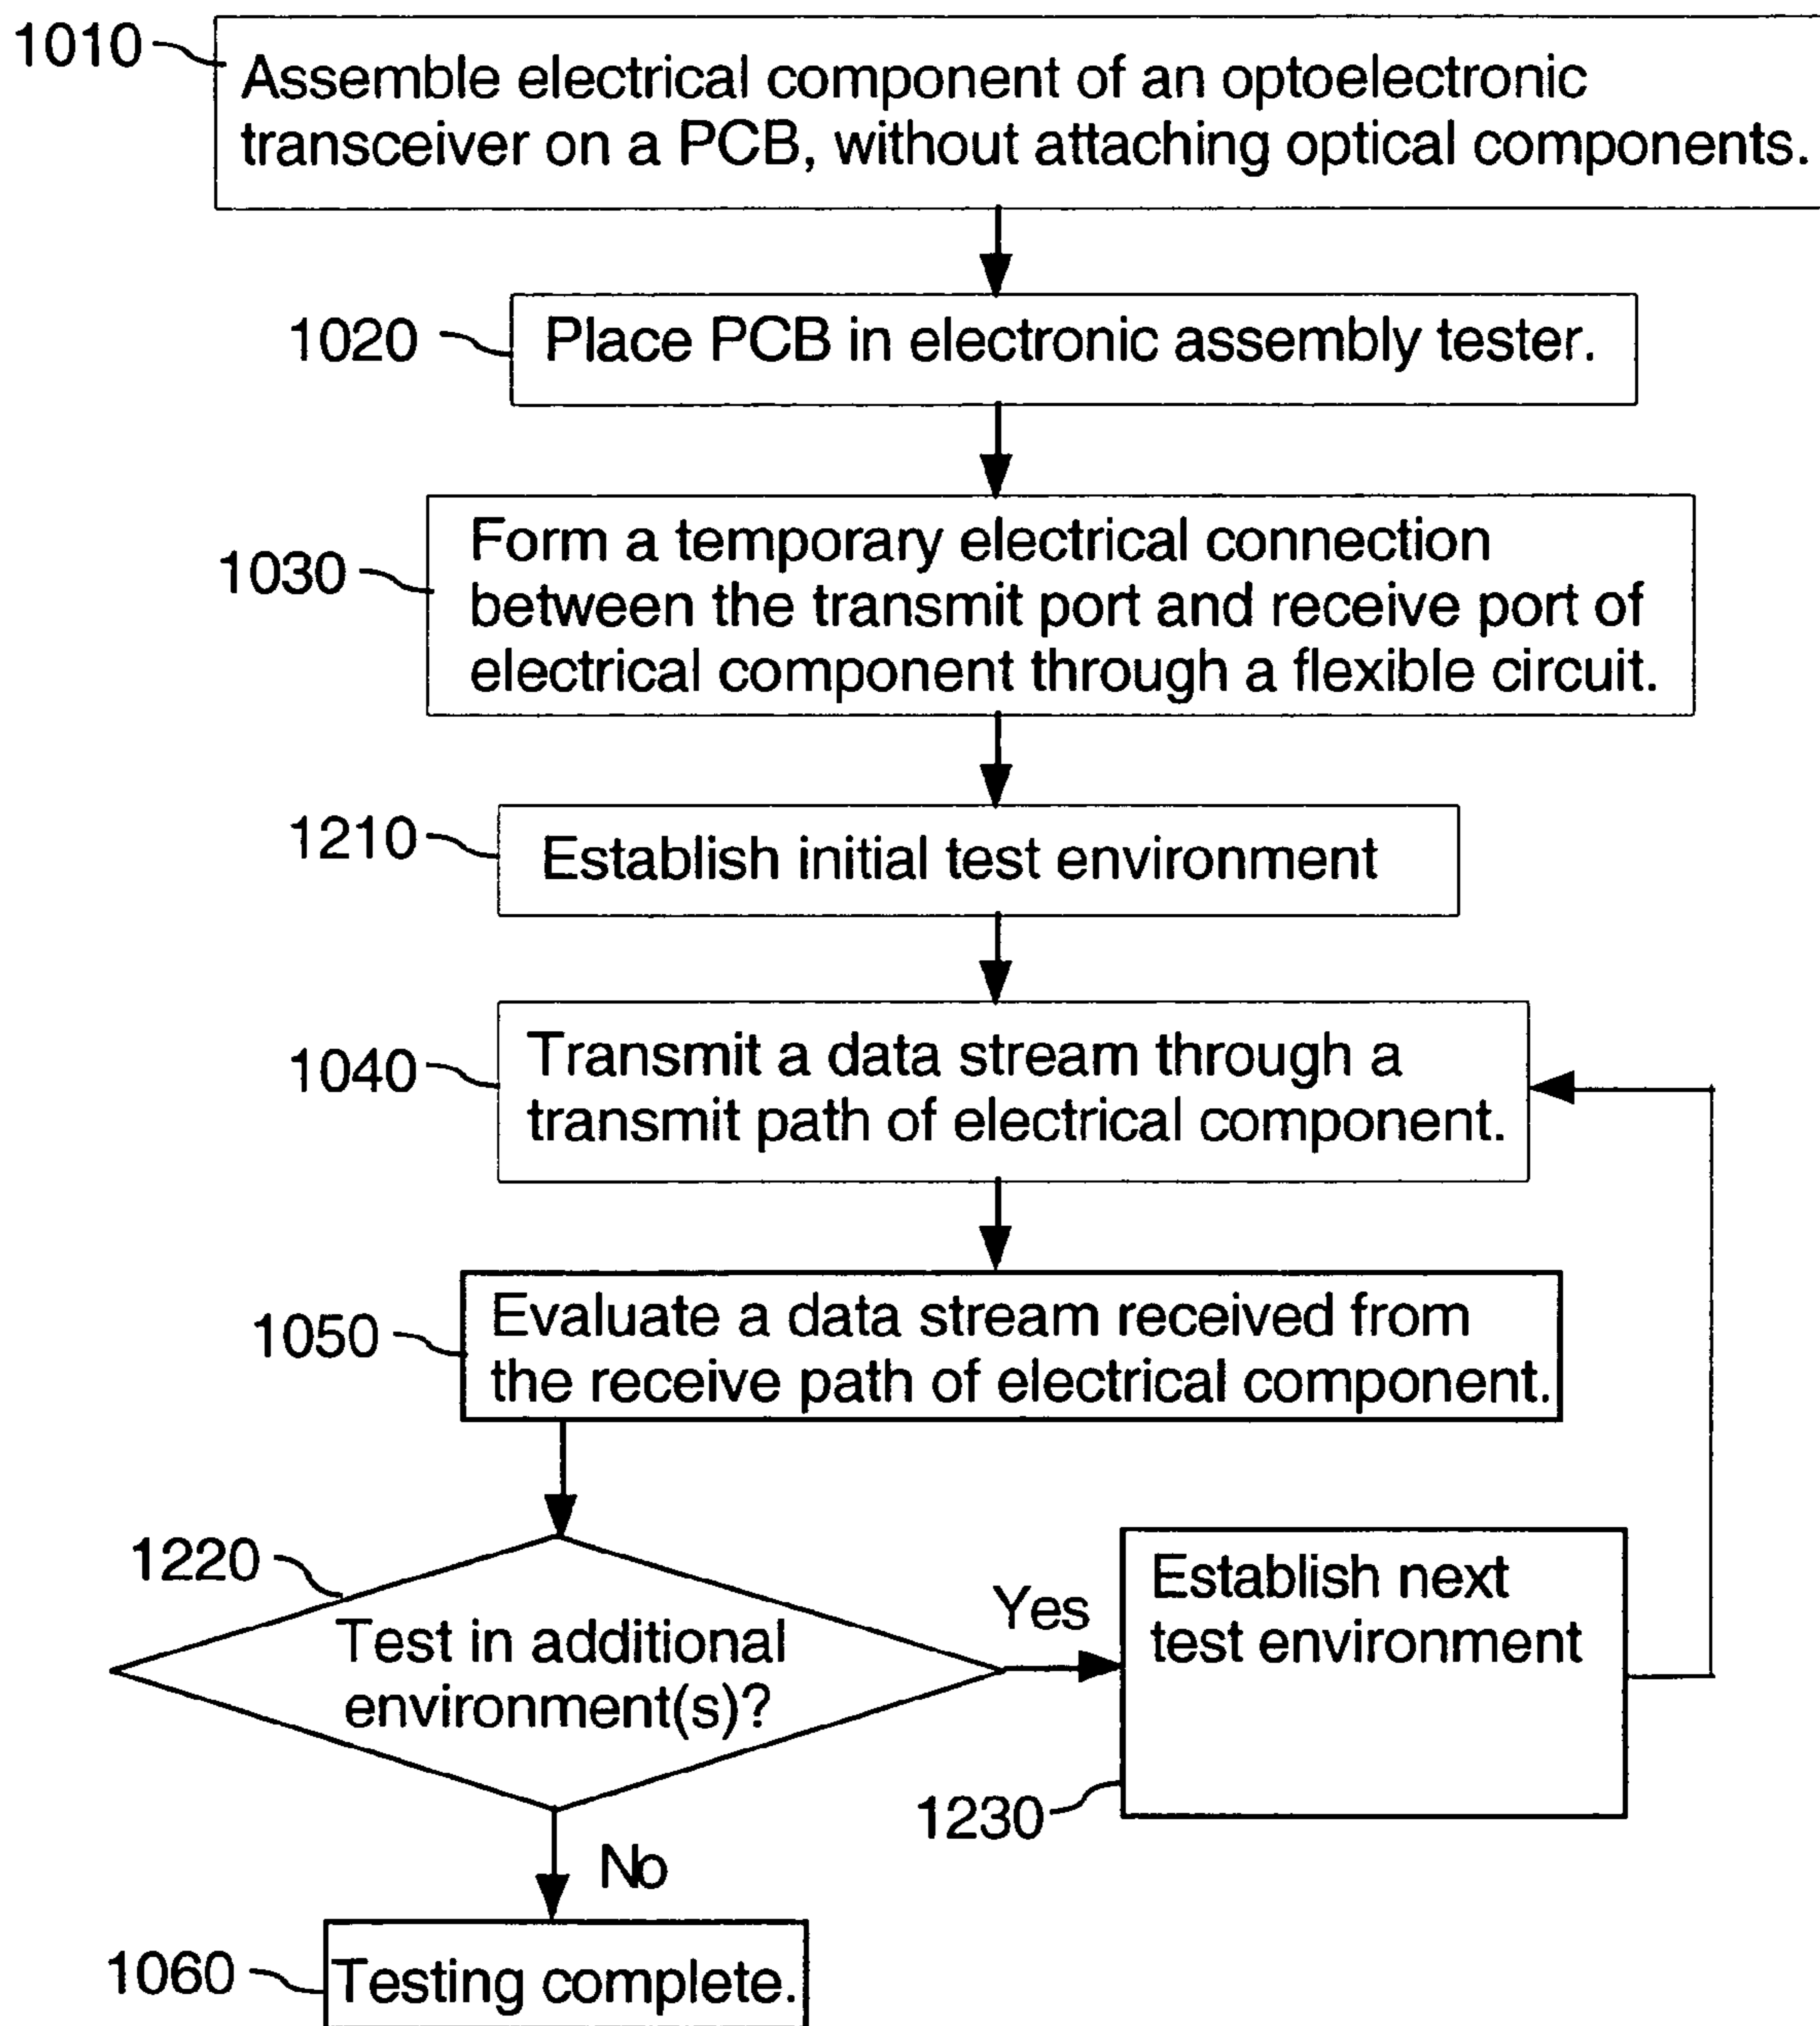 1010
Assemble electrical component of an optoelectronic
transceiver on a PCB, without attaching optical components.
1020
Place PCB in electronic assembly tester.
1030
Form a temporary electrical connection
between the transmit port and receive port of
electrical component through a flexible circuit.
1210
Establish initial test environment
1040
Transmit a data stream through a
transmit path of electrical component.
1050
Evaluate a data stream received from
the receive path of electrical component.
1220
Test in additional
environment(s)?
Yes
Establish next
test environment
1230
No
1060
Testing complete.